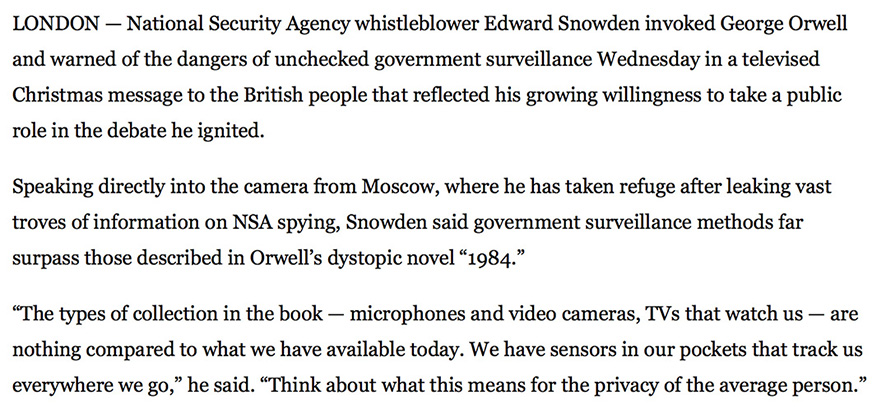 LONDON — National Security Agency whistleblower Edward Snowden invoked George Orwell
and warned of the dangers of unchecked government surveillance Wednesday in a televised
Christmas message to the British people that reflected his growing willingness to take a public
role in the debate he ignited.
Speaking directly into the camera from Moscow, where he has taken refuge after leaking vast
troves of information on NSA spying, Snowden said government surveillance methods far
surpass those described in Orwell’s dystopic novel “1984.”
“The types of collection in the book — microphones and video cameras, TVs that watch us — are
nothing compared to what we have available today. We have sensors in our pockets that track us
everywhere we go,” he said. “Think about what this means for the privacy of the average person.”